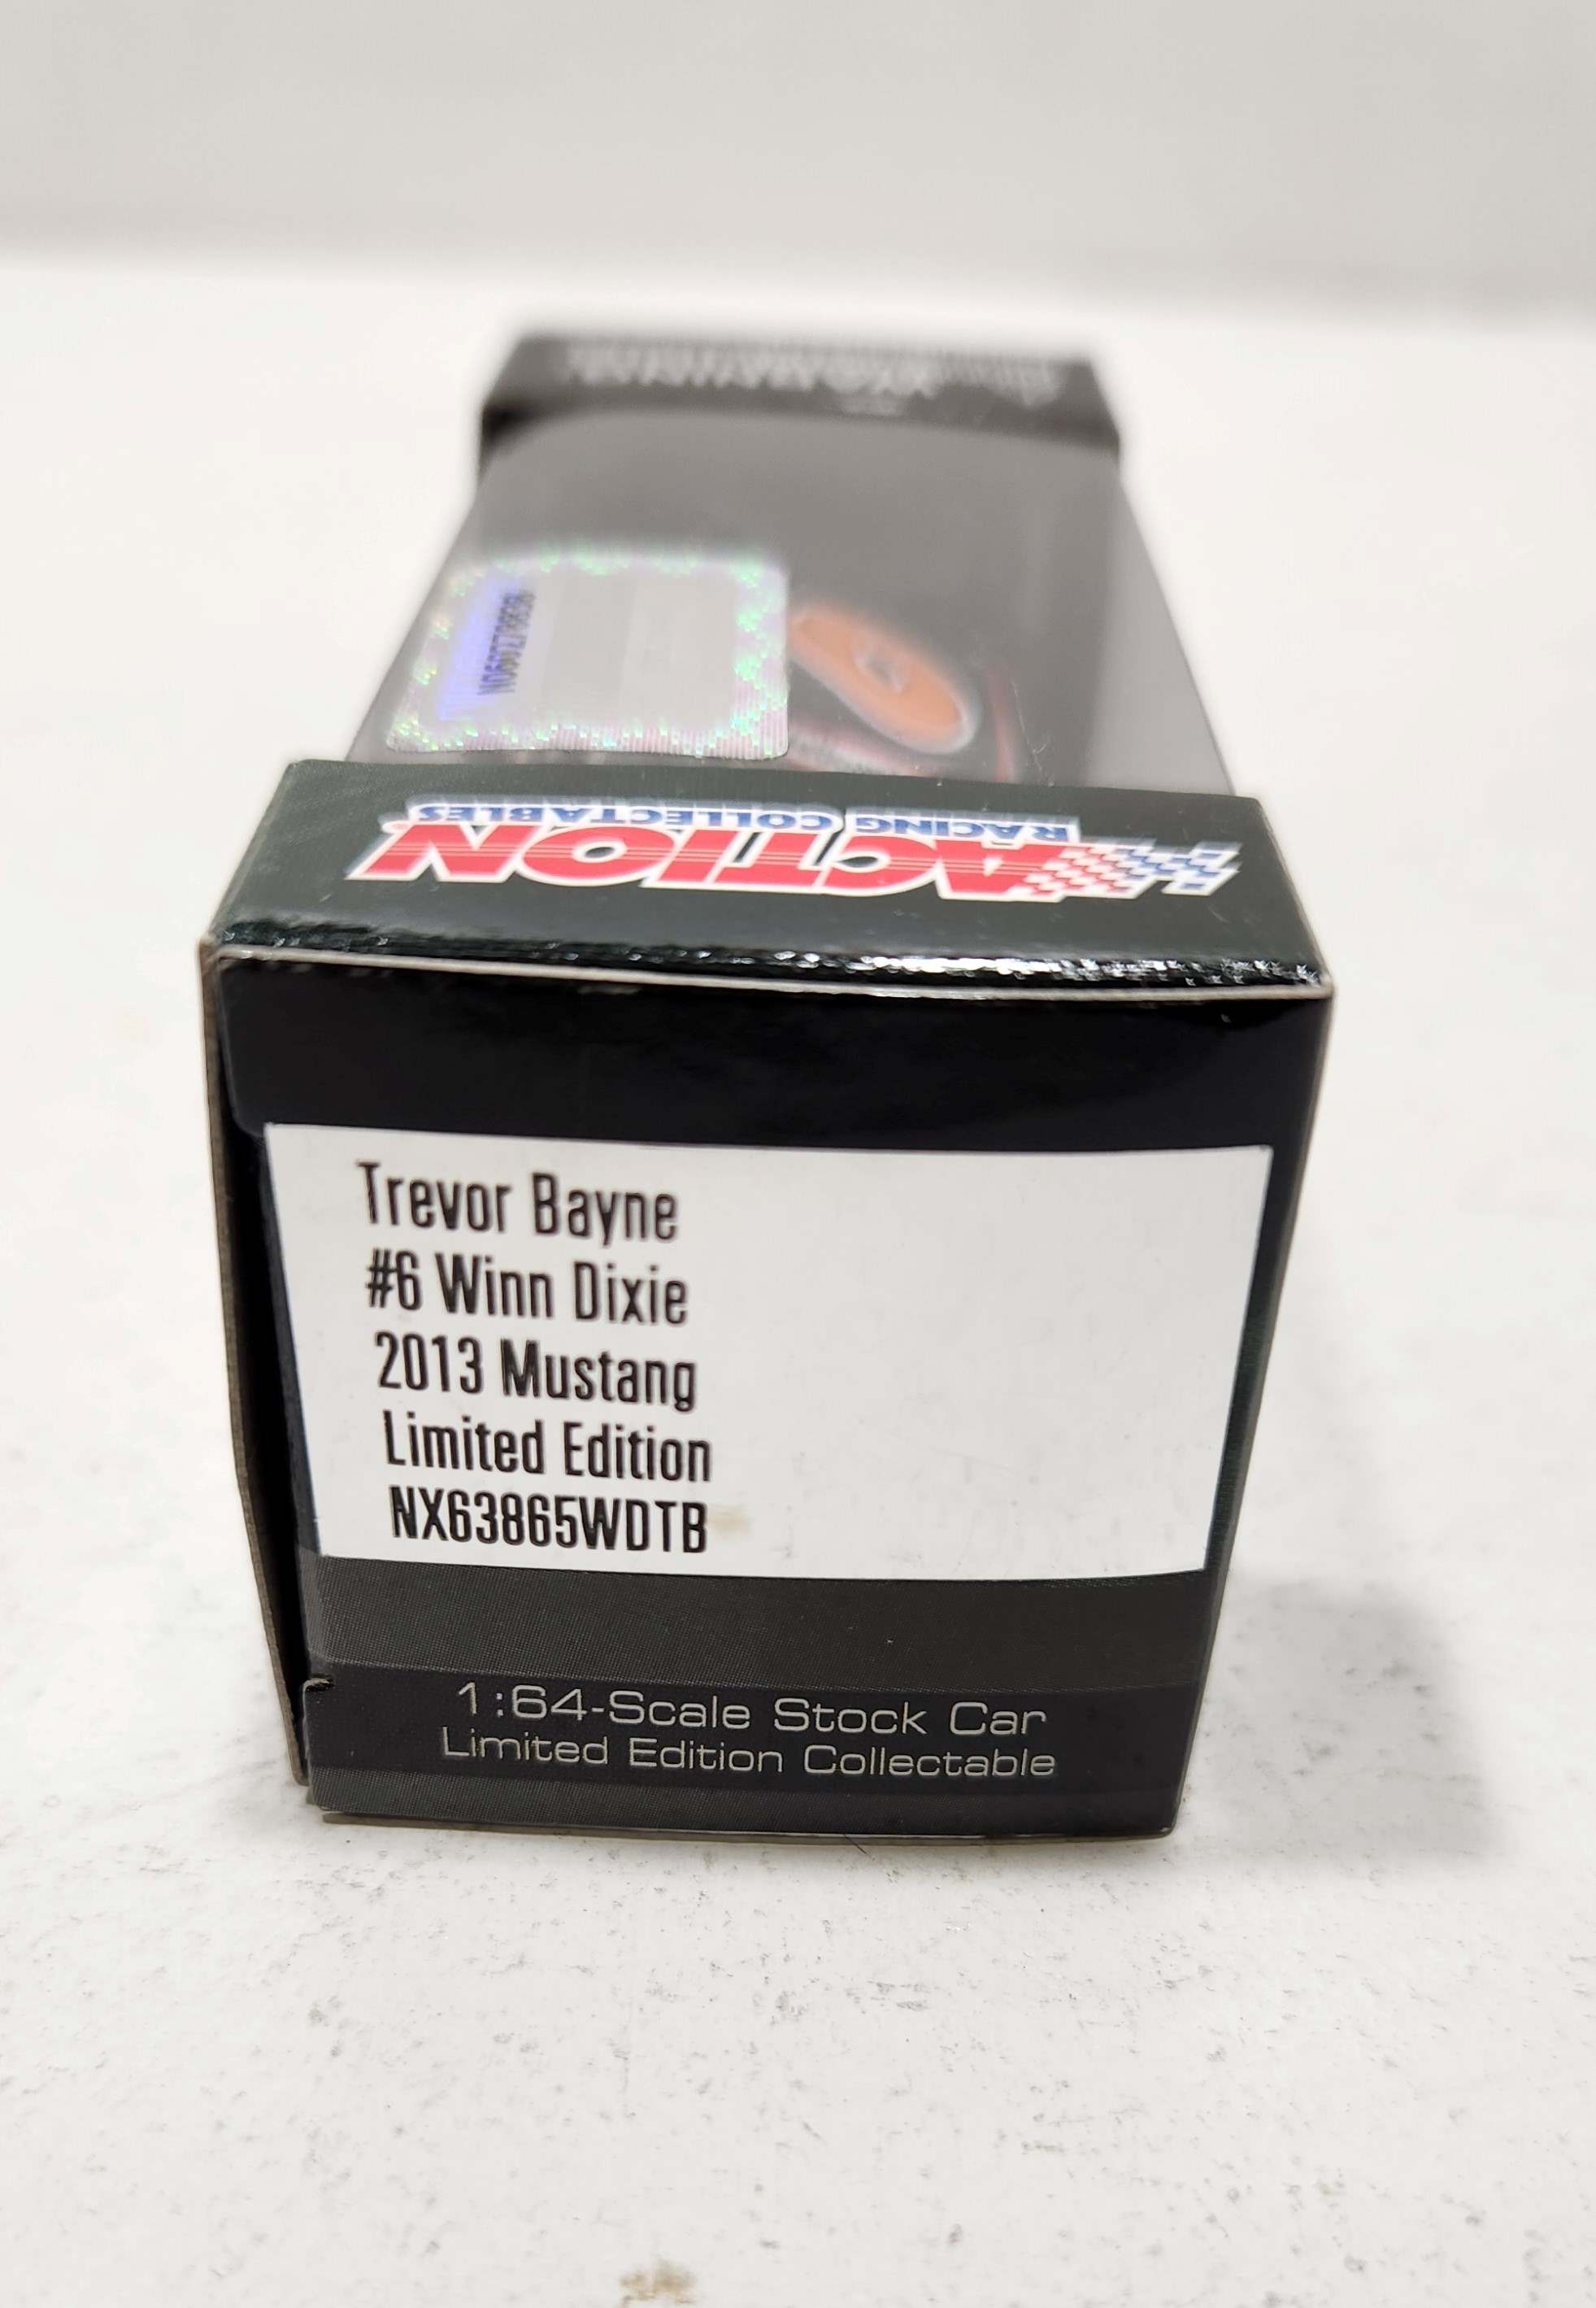 ACTION
RACING COLLECTABLES
Trevor Bayne
#6 Winn Dixie
2013 Mustang
Limited Edition
NX63865WDTB
1:64-Scale Stock Car
Limited Edition Collectable